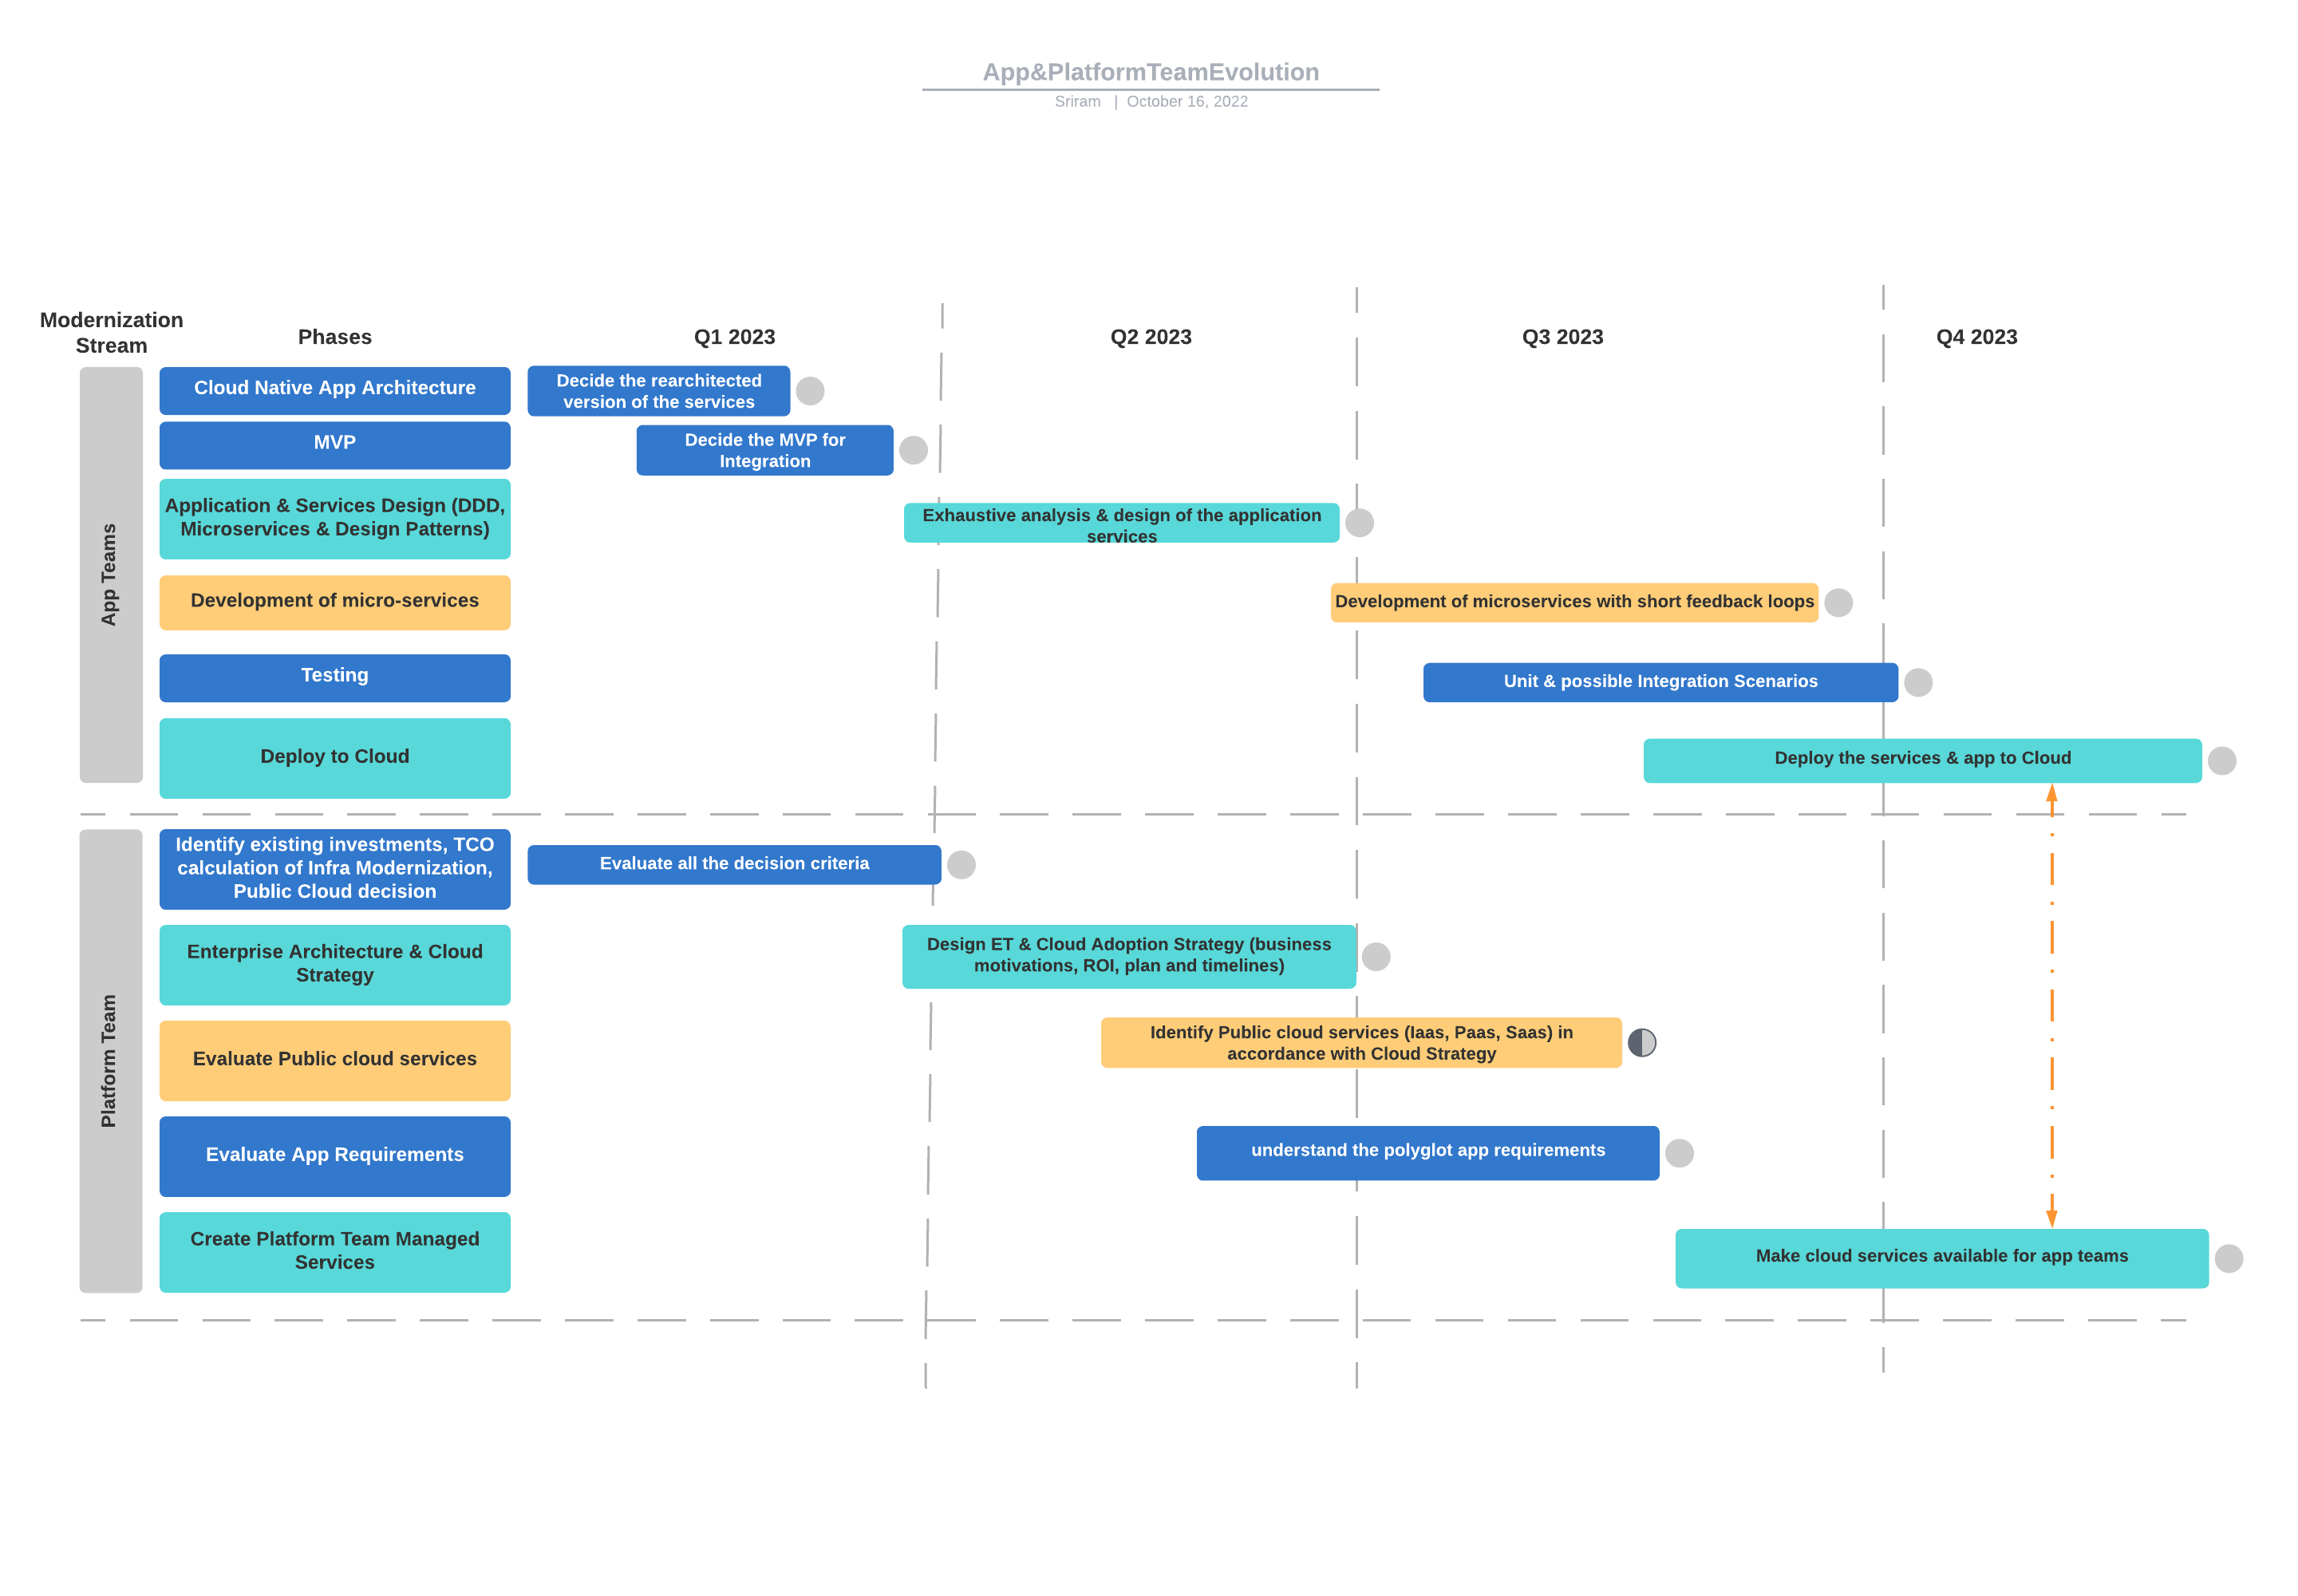 App&PlatformTeamEvolution
Sriram | October 16, 2022
Modernization
Stream
Phases
Q1 2023
Q2 2023
Q3 2023
Q4 2023
App Teams
Cloud Native App Architecture
Decide the rearchitected
version of the services
MVP
Decide the MVP for
Integration
Application & Services Design (DDD,
Microservices & Design Patterns)
Exhaustive analysis & design of the application
services
Development of micro-services
Development of microservices with short feedback loops
Testing
Unit & possible Integration Scenarios
Deploy to Cloud
Deploy the services & app to Cloud
Platform Team
Identify existing investments, TCO
calculation of Infra Modernization,
Public Cloud decision
Evaluate all the decision criteria
Enterprise Architecture & Cloud
Strategy
Design ET & Cloud Adoption Strategy (business
motivations, ROI, plan and timelines)
Evaluate Public cloud services
Identify Public cloud services (Iaas, Paas, Saas) in
accordance with Cloud Strategy
Evaluate App Requirements
understand the polyglot app requirements
Create Platform Team Managed
Services
Make cloud services available for app teams